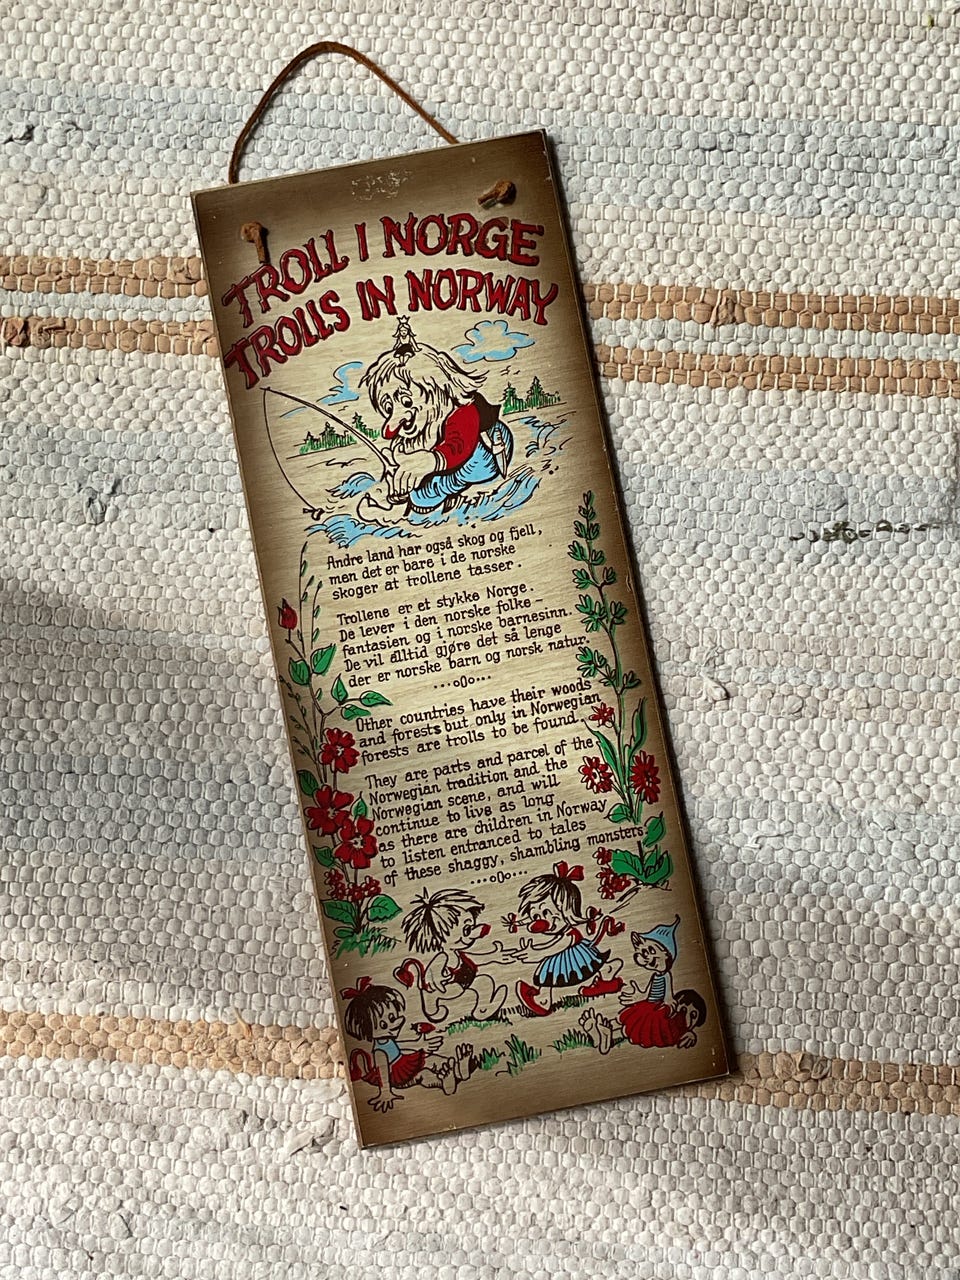 TROLL I NORGE
TROLLS IN NORWAY
Andre land har også skog og fjell,
men det er bare i de norske
skoger at trollene tasser.
Trollene er et stykke Norge.
De lever i den norske folke-
fantasien og i norske barnesinn.
De vil alltid gjøre det så lenge
der er norske barn og norsk natur.
...oOo...
Other countries have their woods
and forests but only in Norwegian
forests are trolls to be found.
They are parts and parcel of the
Norwegian tradition and the
Norwegian scene, and will
continue to live as long
as there are children in Norway
to listen entranced to tales
of these shaggy, shambling monsters.
...oOo...